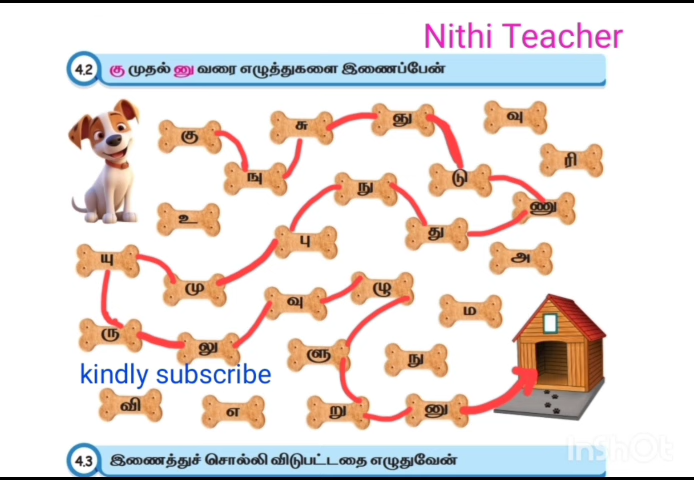 Nithi Teacher
4.2 கு முதல் னு வரை எழுத்துகளை இணைப்பேன்
கு சு ஞு வு
ஙு டு ரி
உ நு ணு
யு பு து அ
மு வு ழு ம
ரு லு ளு நு
kindly subscribe
வி எ று னு
4.3 இணைத்துச் சொல்லி விடுபட்டதை எழுதுவேன்
InShOt